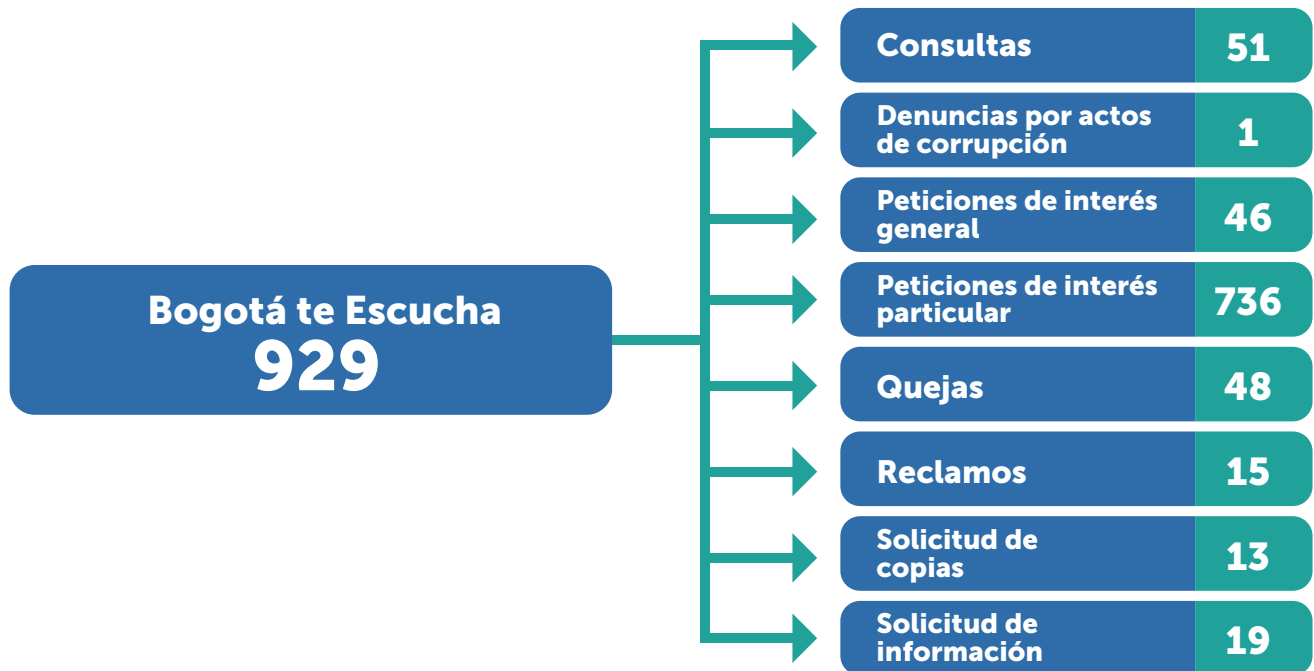 Bogotá te Escucha
929
Consultas
51
Denuncias por actos
de corrupción
1
Peticiones de interés
general
46
Peticiones de interés
particular
736
Quejas
48
Reclamos
15
Solicitud de
copias
13
Solicitud de
información
19